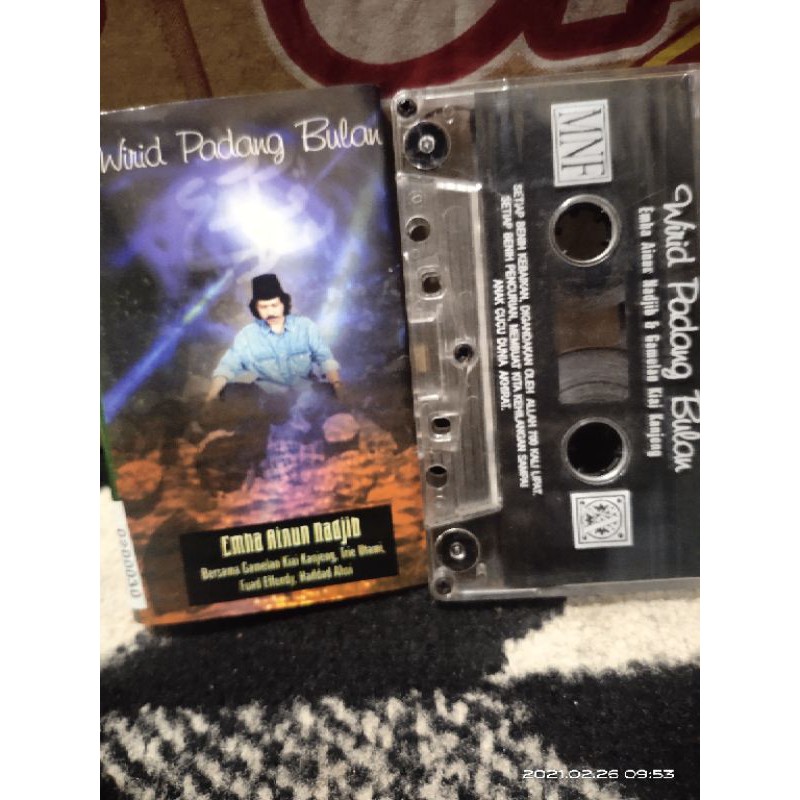 Wirid Padang Bulan
Emha Ainun Nadjib
Bersama Gamelan Kiai Kanjeng, Trie Utami,
Fuad Effendy, Haddad Alwi
0200030
MNF
Wirid Padang Bulan
Emha Ainun Nadjib & Gamelan Kiai Kanjeng
SETIAP BENIH KEBAIKAN, DIGANDAKAN OLEH ALLAH 700 KALI LIPAT.
SETIAP BENIH PENCURIAN, MEMBUAT KITA KEHILANGAN SAMPAI
ANAK CUCU DUNIA AKHIRAT.
2021.02.26 09:53